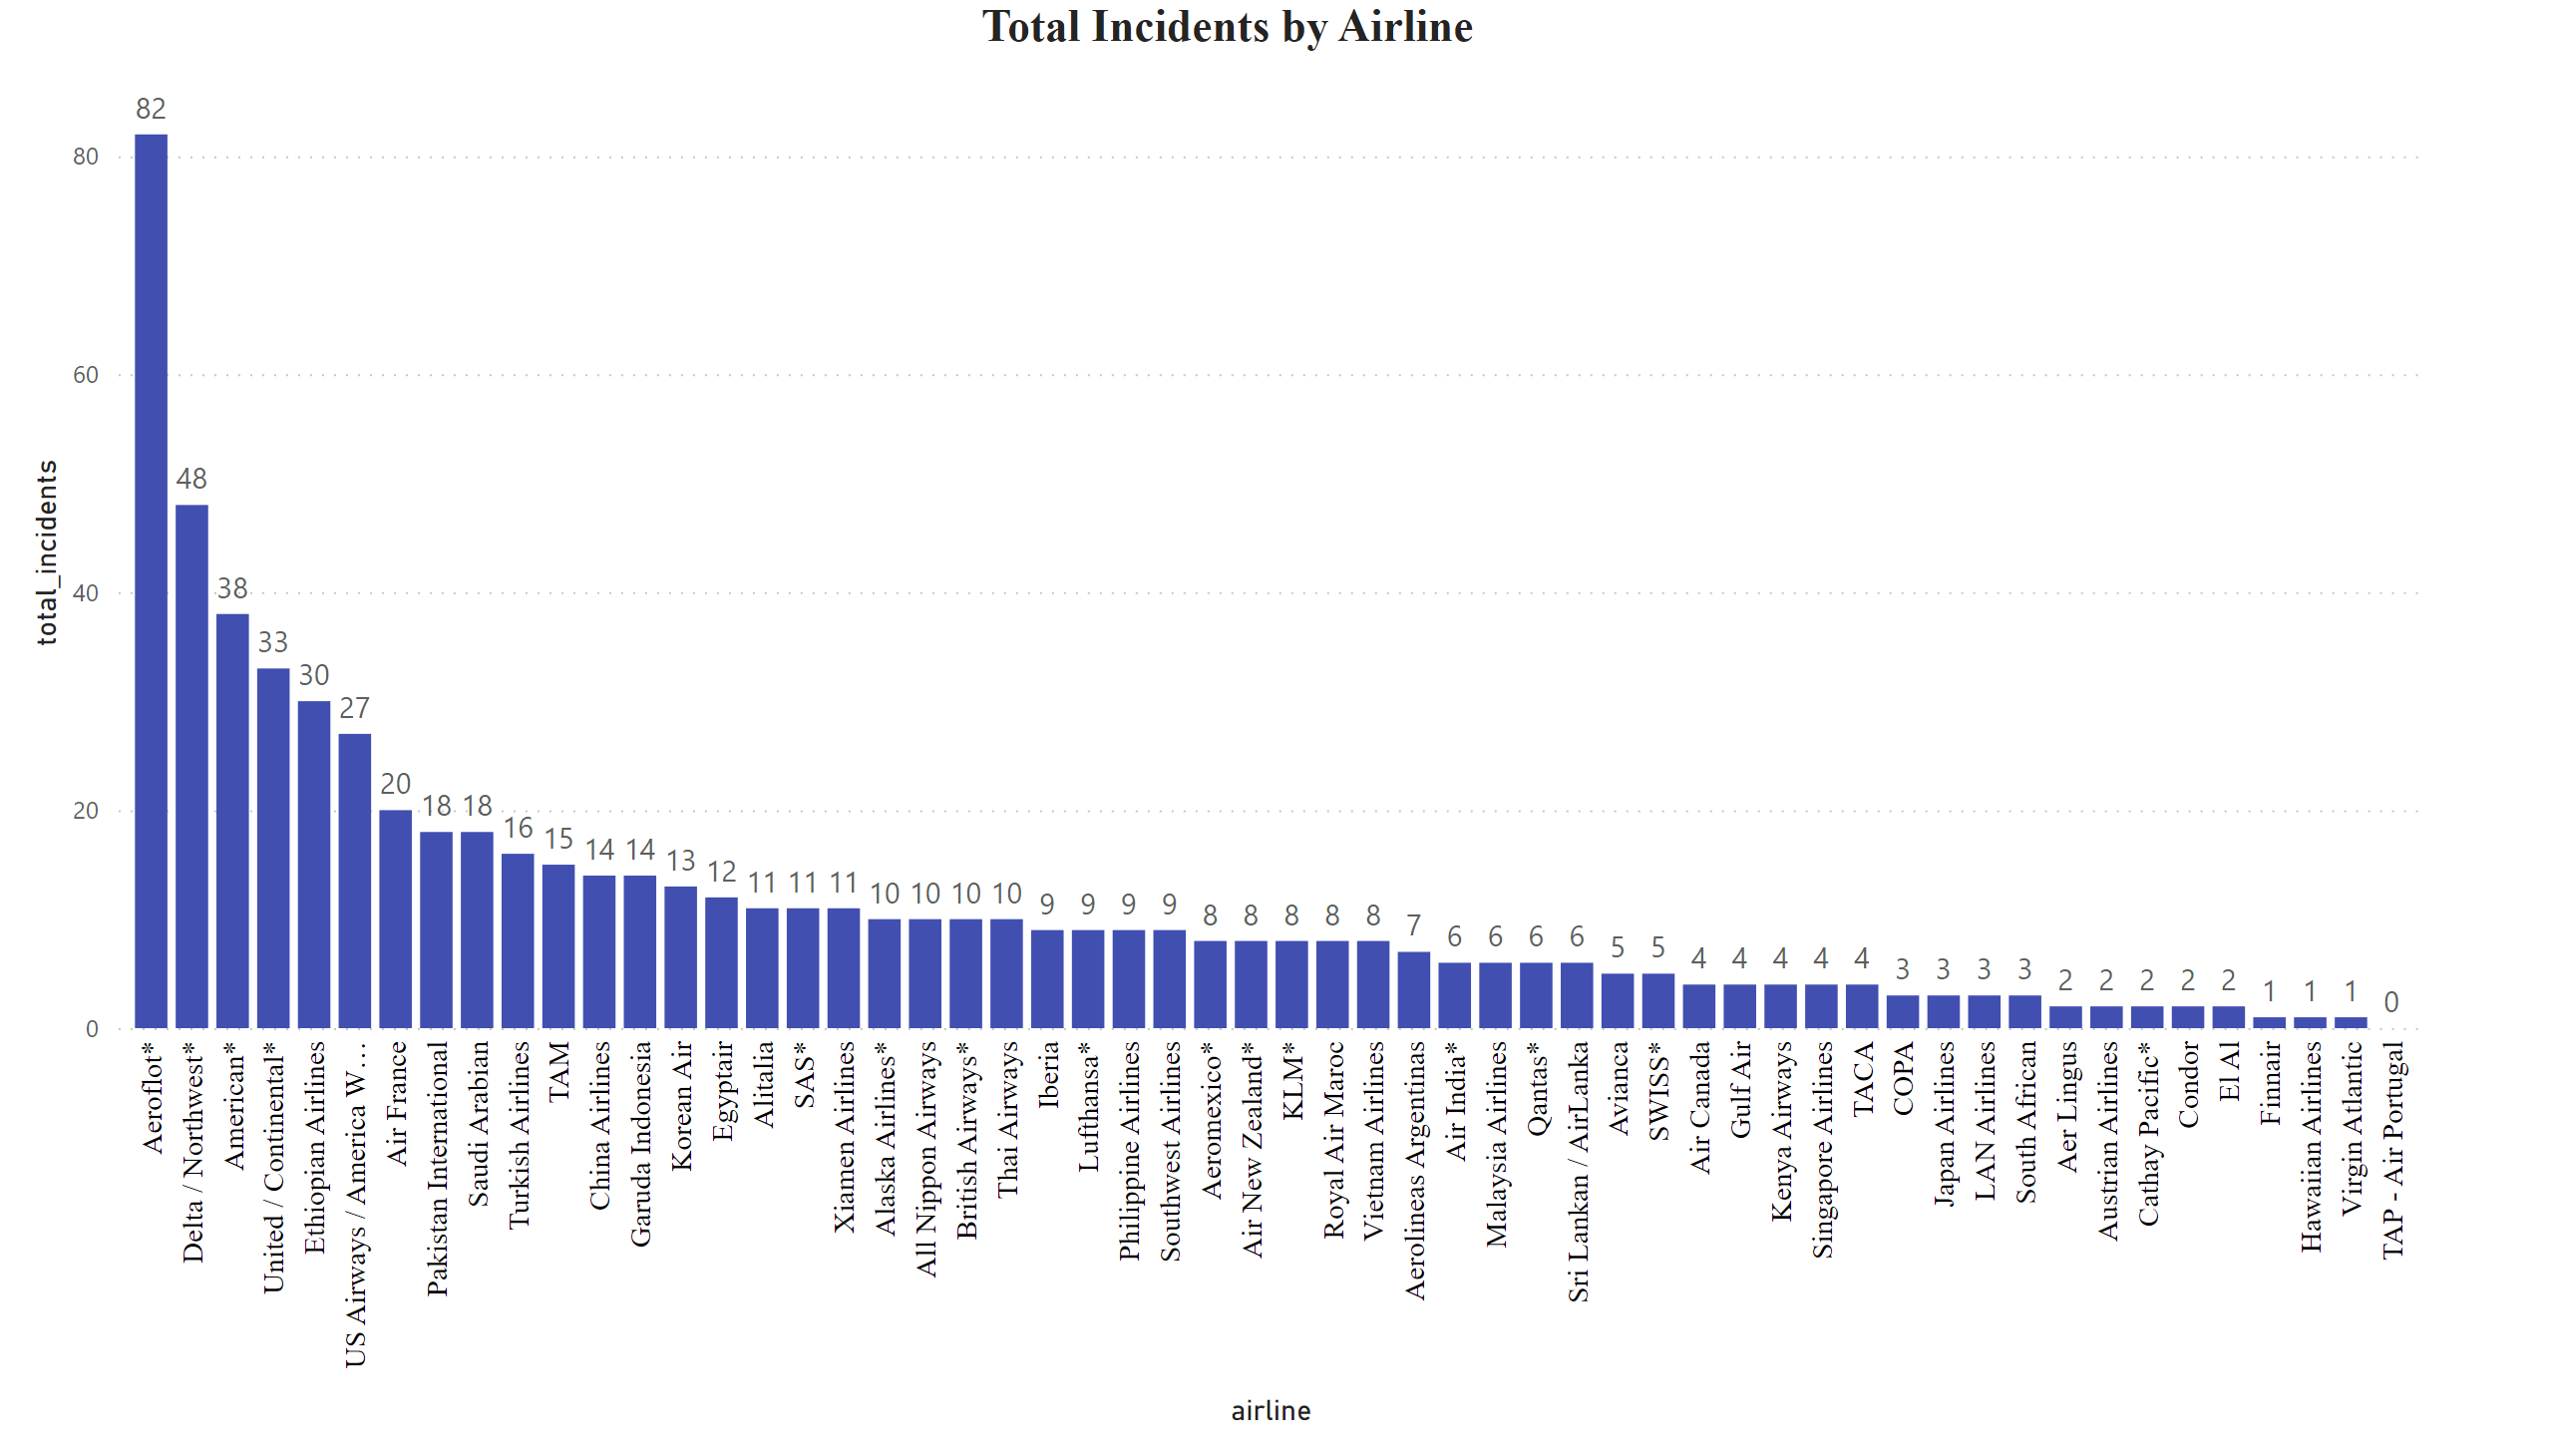 Total Incidents by Airline
total_incidents
80
60
40
20
0
82
48
38
33
30
27
20
18
18
16
15
14
14
13
12
11
11
11
10
10
10
10
9
9
9
9
8
8
8
8
8
7
6
6
6
6
5
5
4
4
4
4
4
3
3
3
3
2
2
2
2
2
1
1
1
0
Aeroflot*
Delta / Northwest*
American*
United / Continental*
Ethiopian Airlines
US Airways / America W...
Air France
Pakistan International
Saudi Arabian
Turkish Airlines
TAM
China Airlines
Garuda Indonesia
Korean Air
Egyptair
Alitalia
SAS*
Xiamen Airlines
Alaska Airlines*
All Nippon Airways
British Airways*
Thai Airways
Iberia
Lufthansa*
Philippine Airlines
Southwest Airlines
Aeromexico*
Air New Zealand*
KLM*
Royal Air Maroc
Vietnam Airlines
Aerolineas Argentinas
Air India*
Malaysia Airlines
Qantas*
Sri Lankan / AirLanka
Avianca
SWISS*
Air Canada
Gulf Air
Kenya Airways
Singapore Airlines
TACA
COPA
Japan Airlines
LAN Airlines
South African
Aer Lingus
Austrian Airlines
Cathay Pacific*
Condor
El Al
Finnair
Hawaiian Airlines
Virgin Atlantic
TAP - Air Portugal
airline